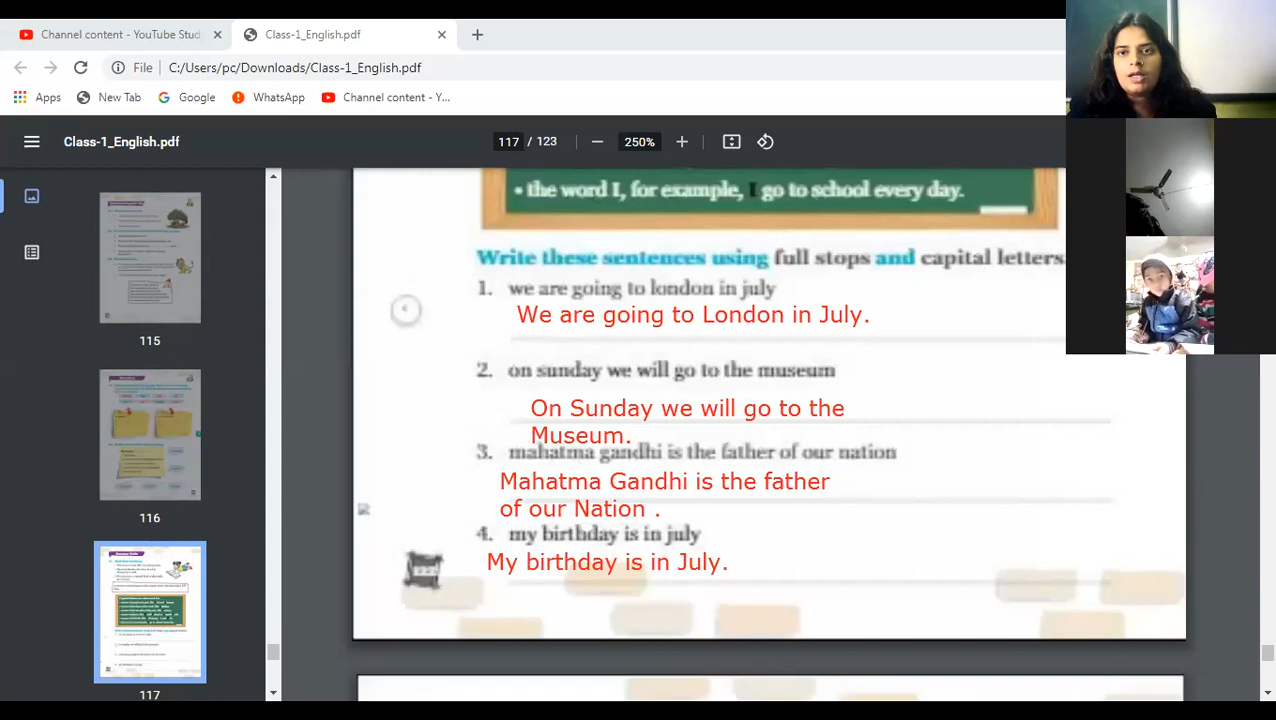 Channel content - YouTube Stud
Class-1_English.pdf
File
C:/Users/pc/Downloads/Class-1_English.pdf
Apps
New Tab
Google
WhatsApp
Channel content - Y...
Class-1_English.pdf
117 / 123
250%
• the word I, for example, I go to school every day.
Write these sentences using full stops and capital letters
1. we are going to london in july
We are going to London in July.
2. on sunday we will go to the museum
On Sunday we will go to the
Museum.
3. mahatma gandhi is the father of our nation
Mahatma Gandhi is the father
of our Nation .
4. my birthday is in july
My birthday is in July.
115
116
117